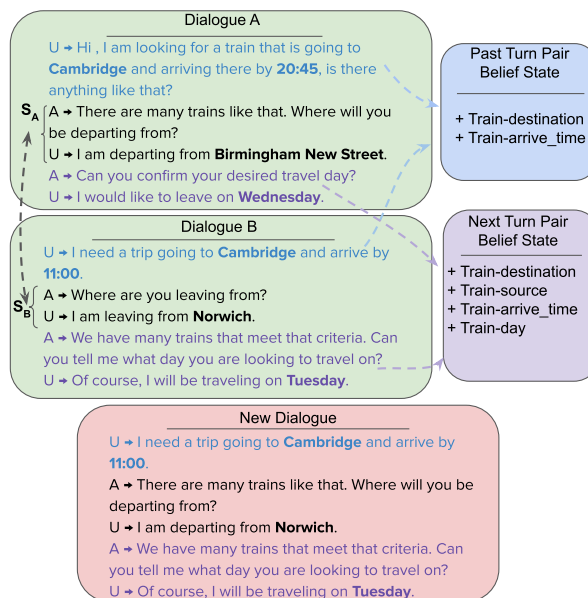 Dialogue A
U → Hi , I am looking for a train that is going to
Cambridge and arriving there by 20:45, is there
anything like that?
S_A
A → There are many trains like that. Where will you
be departing from?
U → I am departing from Birmingham New Street.
A → Can you confirm your desired travel day?
U → I would like to leave on Wednesday.
Dialogue B
U → I need a trip going to Cambridge and arrive by
11:00.
S_B
A → Where are you leaving from?
U → I am leaving from Norwich.
A → We have many trains that meet that criteria. Can
you tell me what day you are looking to travel on?
U → Of course, I will be traveling on Tuesday.
Past Turn Pair
Belief State
+ Train-destination
+ Train-arrive_time
Next Turn Pair
Belief State
+ Train-destination
+ Train-source
+ Train-arrive_time
+ Train-day
New Dialogue
U → I need a trip going to Cambridge and arrive by
11:00.
A → There are many trains like that. Where will you be
departing from?
U → I am departing from Norwich.
A → We have many trains that meet that criteria. Can
you tell me what day you are looking to travel on?
U → Of course, I will be traveling on Tuesday.